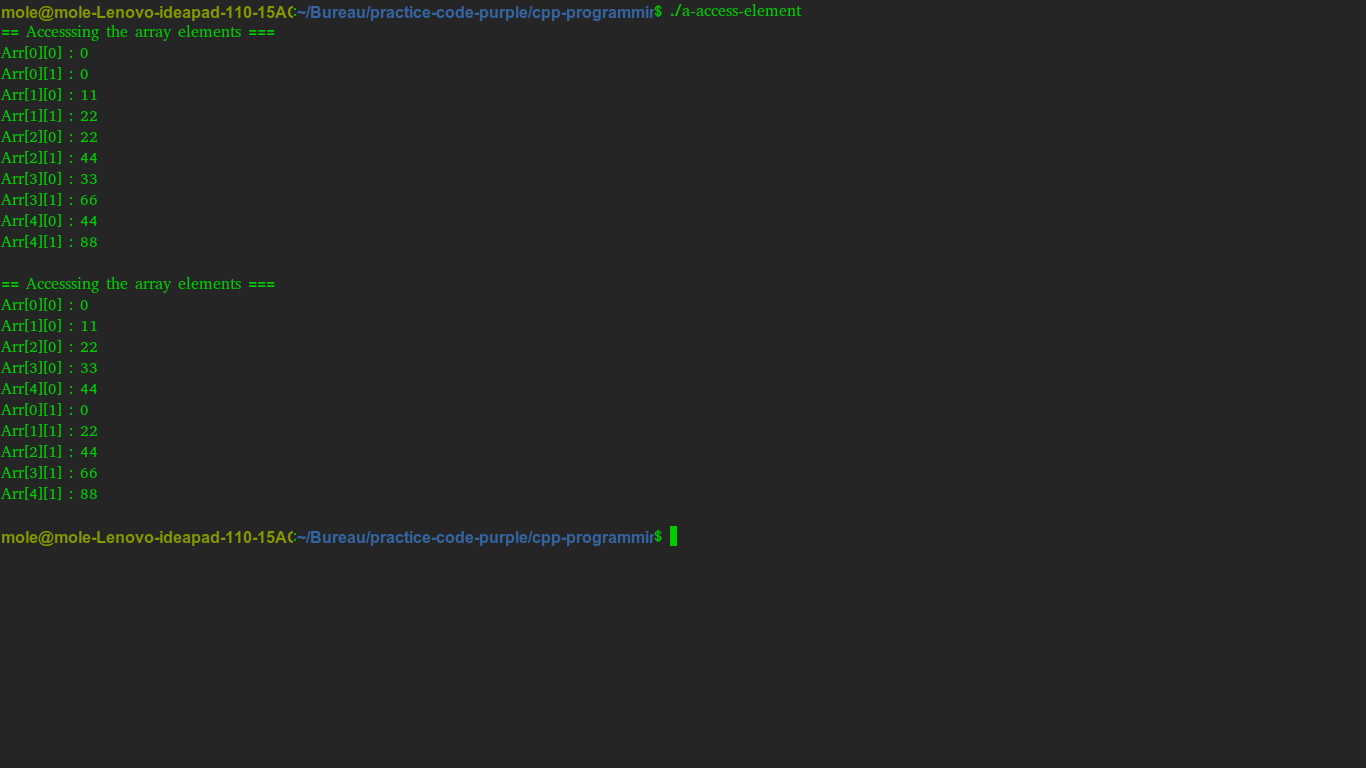 mole@mole-Lenovo-ideapad-110-15AC:~/Bureau/practice-code-purple/cpp-programmin$ ./a-access-element
== Accesssing the array elements ===
Arr[0][0] : 0
Arr[0][1] : 0
Arr[1][0] : 11
Arr[1][1] : 22
Arr[2][0] : 22
Arr[2][1] : 44
Arr[3][0] : 33
Arr[3][1] : 66
Arr[4][0] : 44
Arr[4][1] : 88
== Accesssing the array elements ===
Arr[0][0] : 0
Arr[1][0] : 11
Arr[2][0] : 22
Arr[3][0] : 33
Arr[4][0] : 44
Arr[0][1] : 0
Arr[1][1] : 22
Arr[2][1] : 44
Arr[3][1] : 66
Arr[4][1] : 88
mole@mole-Lenovo-ideapad-110-15AC:~/Bureau/practice-code-purple/cpp-programmin$